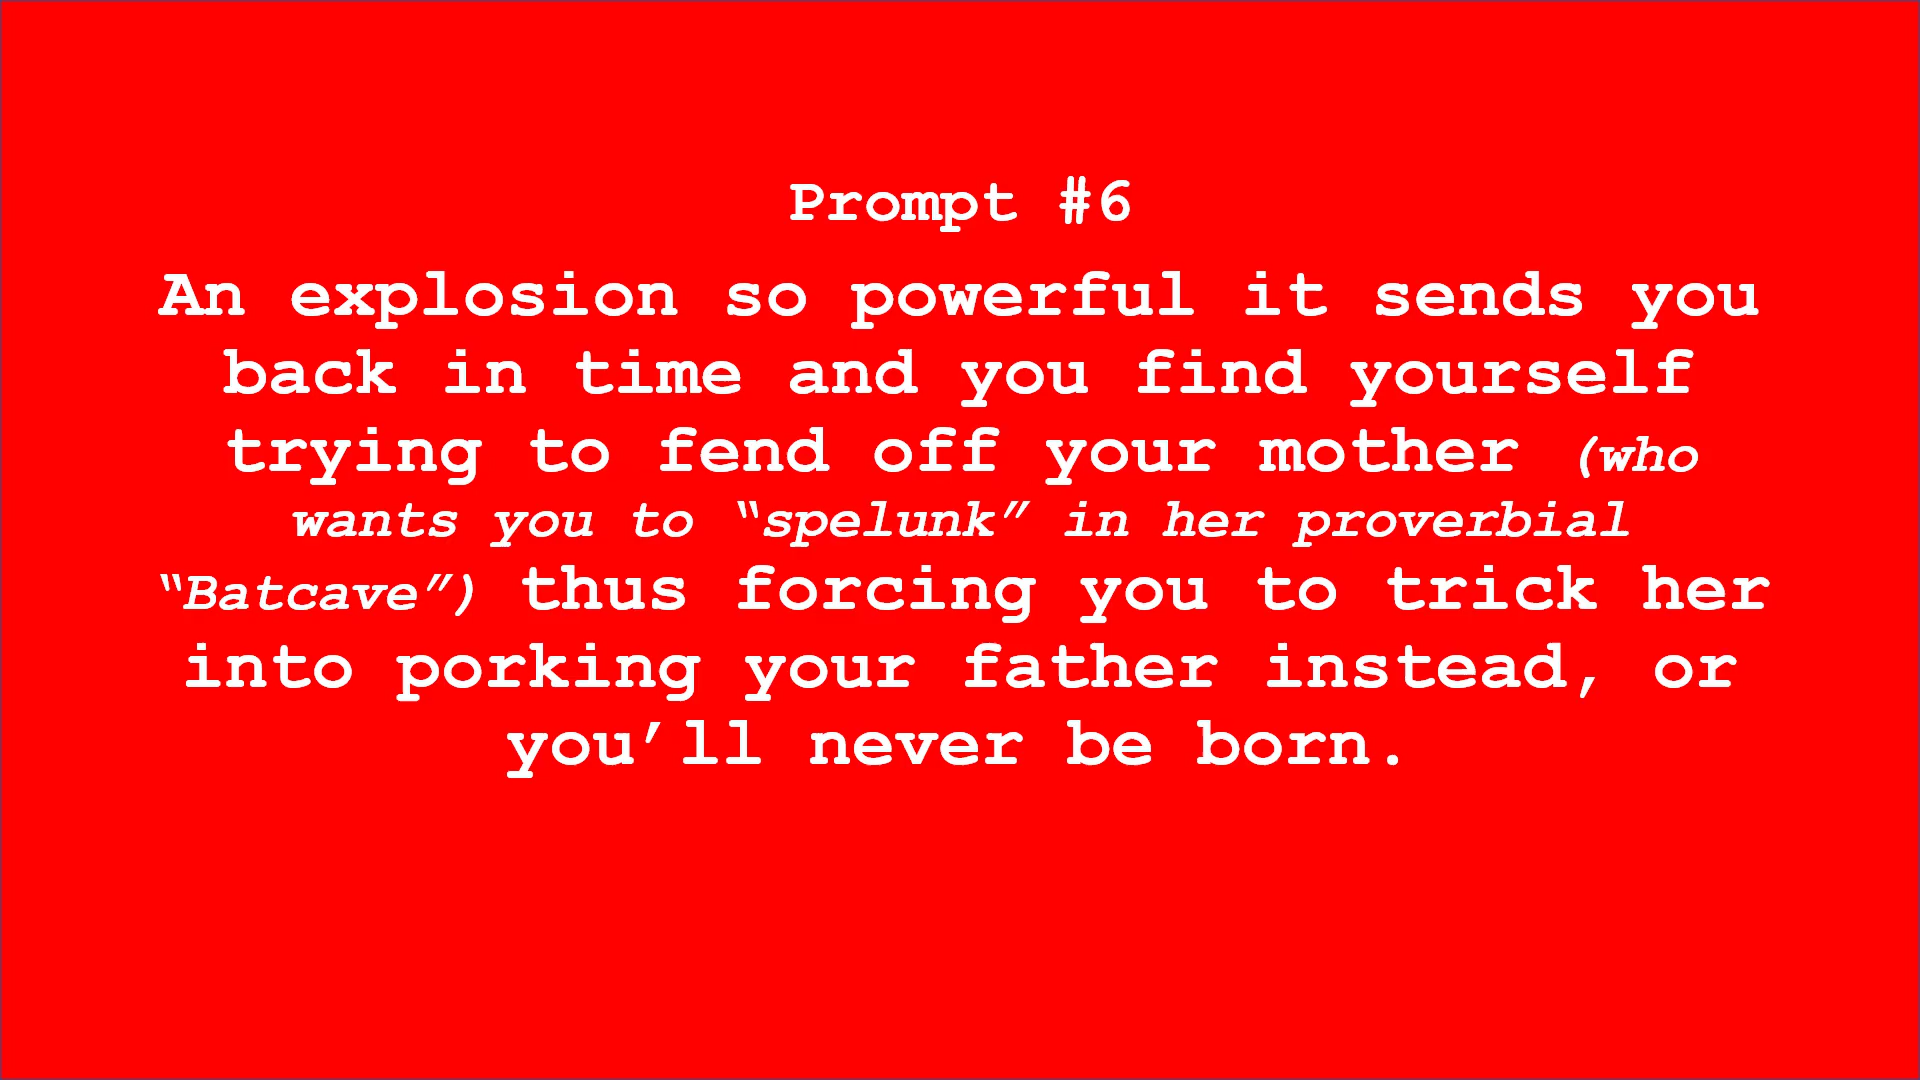 Prompt #6
An explosion so powerful it sends you
back in time and you find yourself
trying to fend off your mother (who
wants you to “spelunk” in her proverbial
“Batcave”) thus forcing you to trick her
into porking your father instead, or
you’ll never be born.